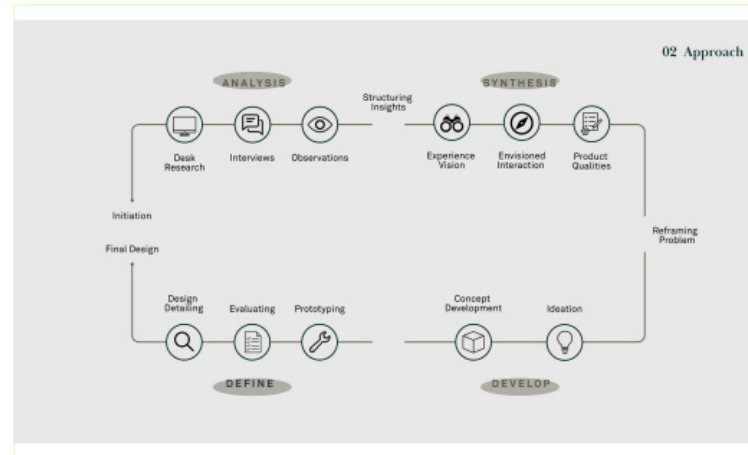 02 Approach
ANALYSIS
SYNTHESIS
Structuring
Insights
Desk
Research
Interviews
Observations
Experience
Vision
Envisioned
Interaction
Product
Qualities
Initiation
Reframing
Problem
Final Design
Design
Detailing
Evaluating
Prototyping
Concept
Development
Ideation
DEFINE
DEVELOP